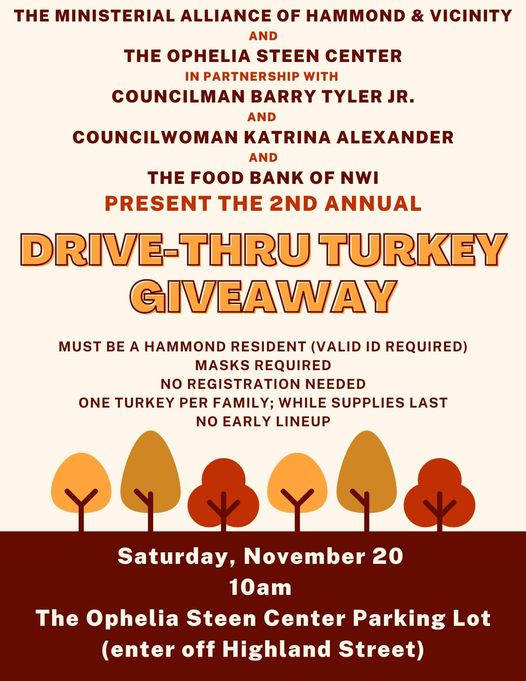 THE MINISTERIAL ALLIANCE OF HAMMOND & VICINITY
AND
THE OPHELIA STEEN CENTER
IN PARTNERSHIP WITH
COUNCILMAN BARRY TYLER JR.
AND
COUNCILWOMAN KATRINA ALEXANDER
AND
THE FOOD BANK OF NWI
PRESENT THE 2ND ANNUAL
DRIVE-THRU TURKEY
GIVEAWAY
MUST BE A HAMMOND RESIDENT (VALID ID REQUIRED)
MASKS REQUIRED
NO REGISTRATION NEEDED
ONE TURKEY PER FAMILY; WHILE SUPPLIES LAST
NO EARLY LINEUP
Saturday, November 20
10am
The Ophelia Steen Center Parking Lot
(enter off Highland Street)